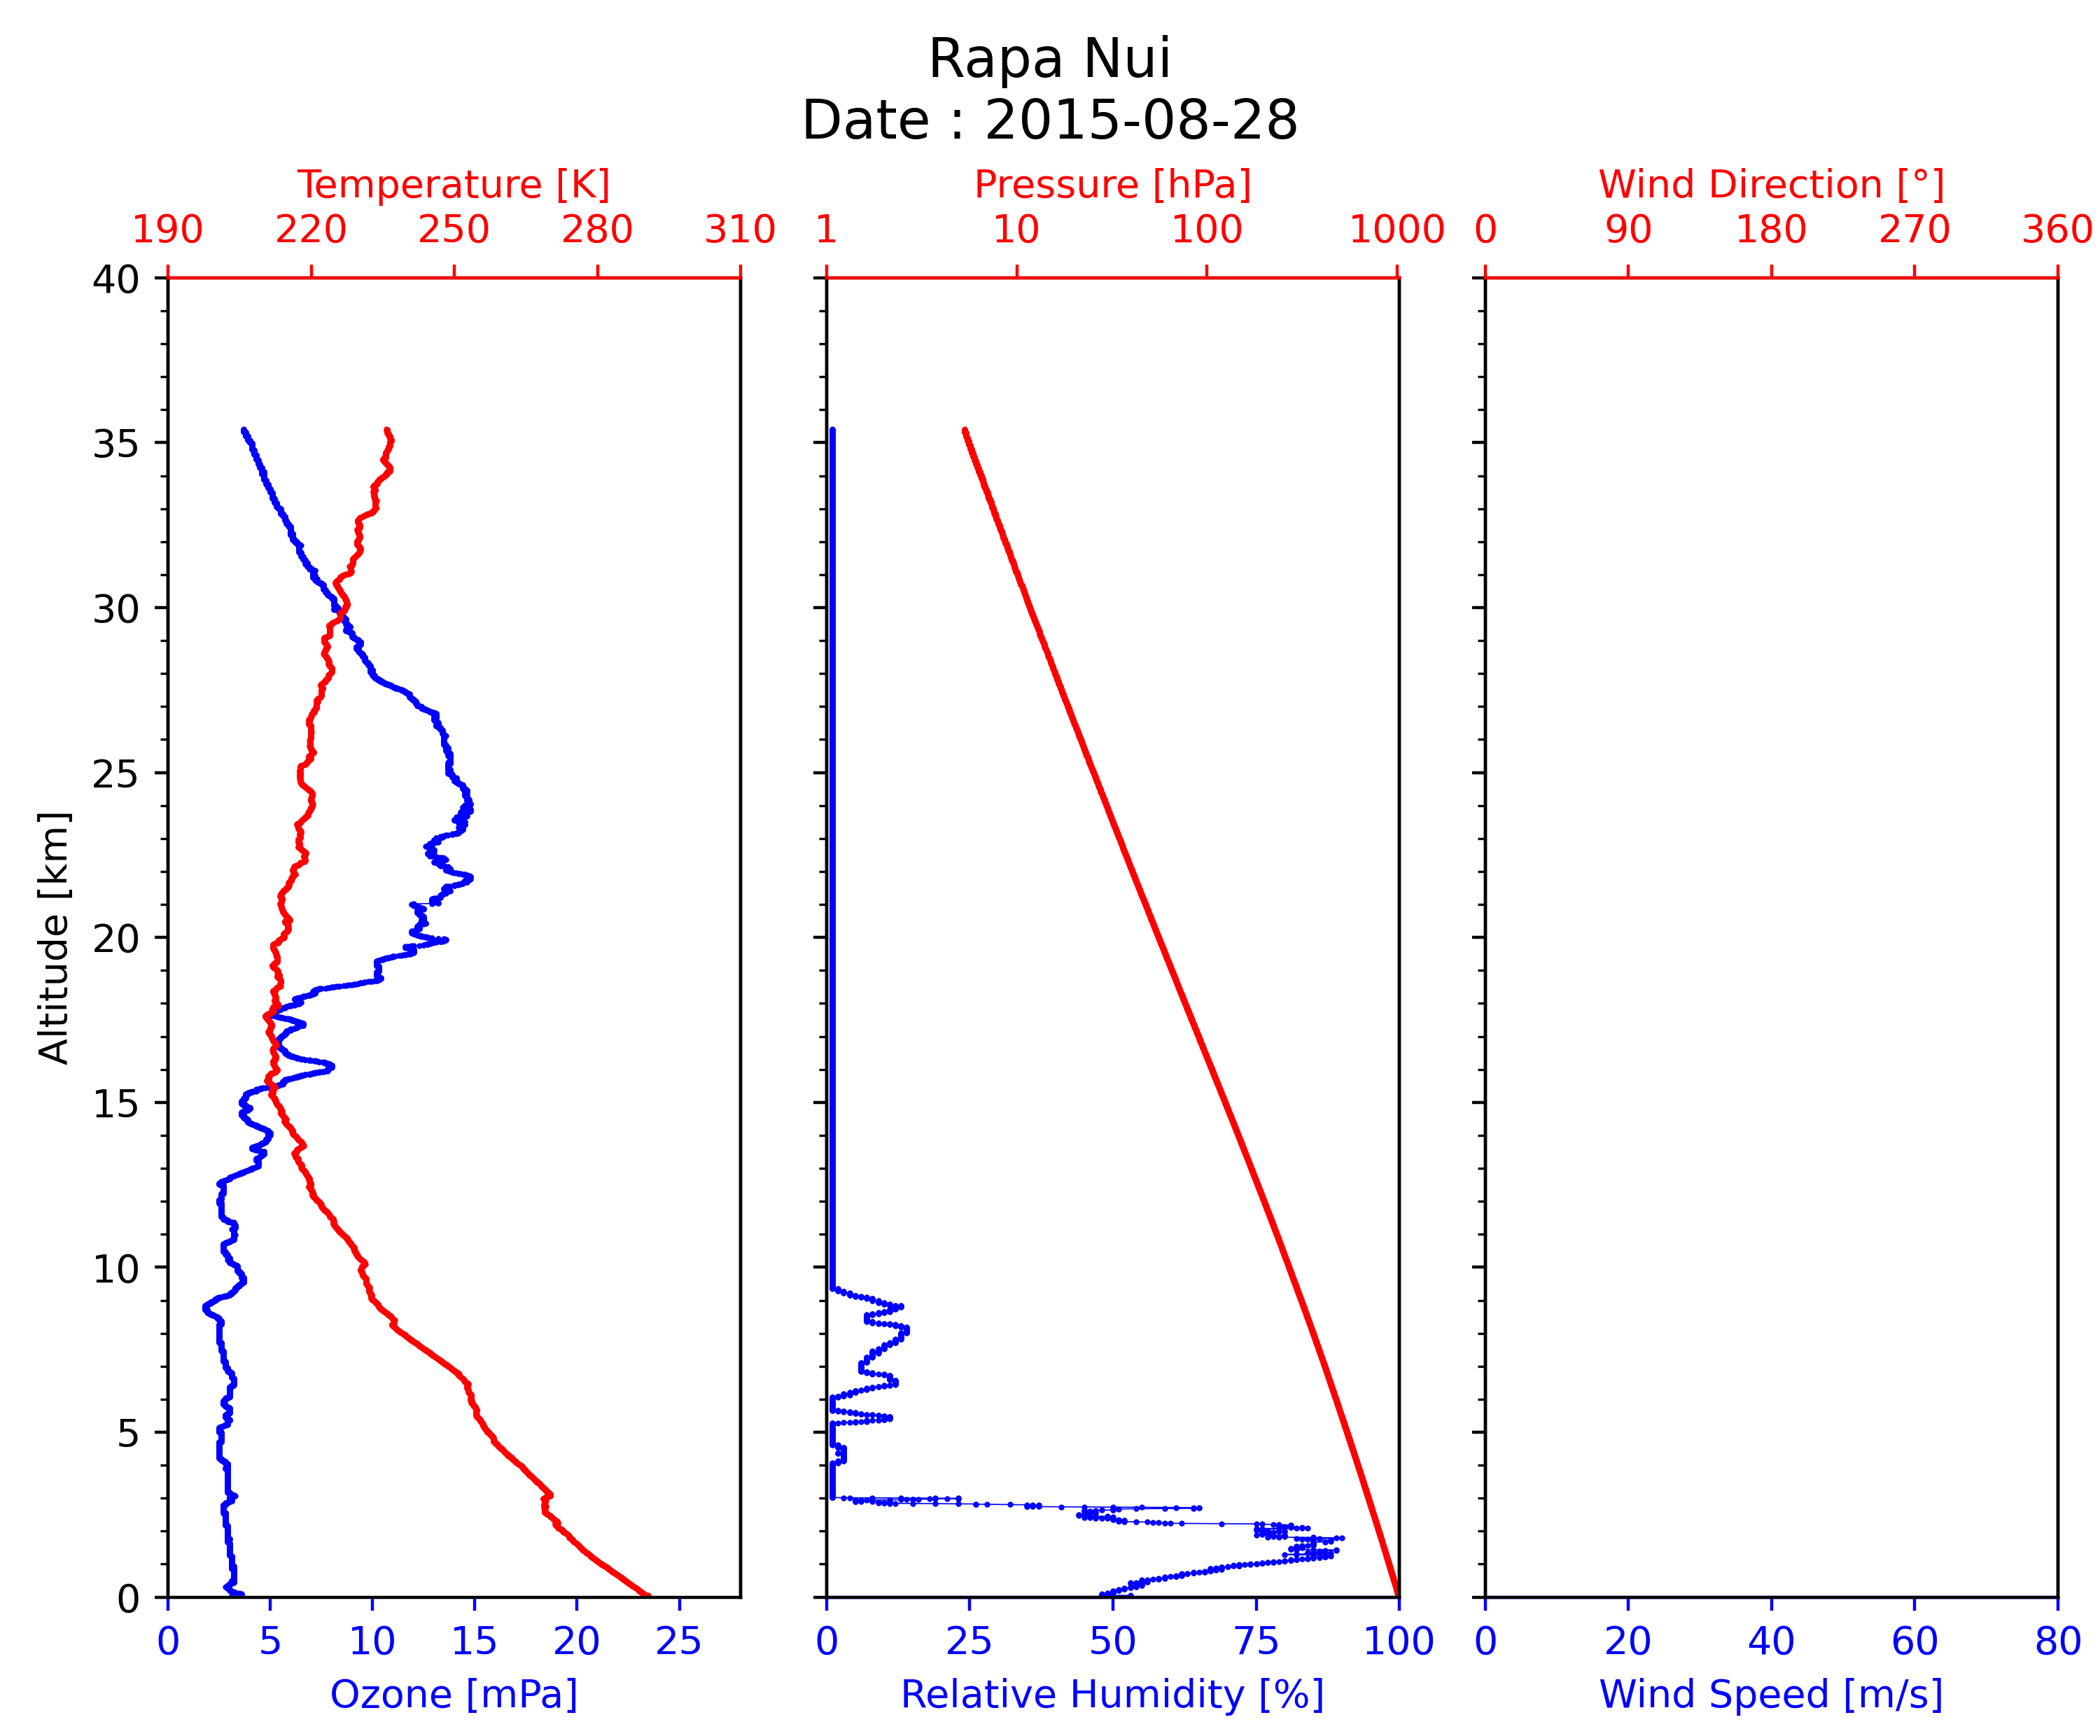 Rapa Nui
Date : 2015-08-28
Temperature [K]
190 220 250 280 310
Pressure [hPa]
1 10 100 1000
Wind Direction [°]
0 90 180 270 360
Altitude [km]
40
35
30
25
20
15
10
5
0
0 5 10 15 20 25
Ozone [mPa]
0 25 50 75 100
Relative Humidity [%]
0 20 40 60 80
Wind Speed [m/s]